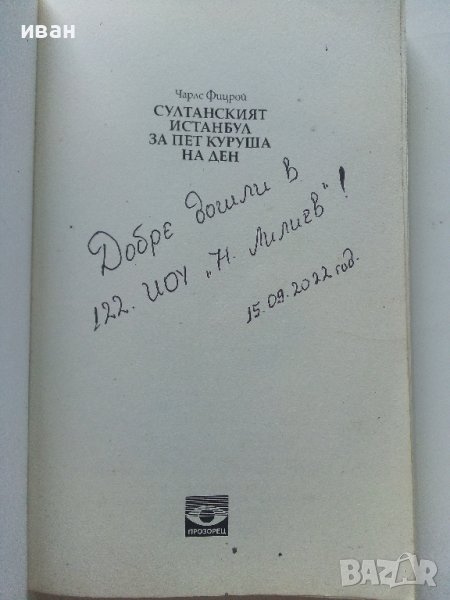 иван
Чарлс Фицрой
СУЛТАНСКИЯТ
ИСТАНБУЛ
ЗА ПЕТ КУРУША
НА ДЕН
Добре дошли в
122. ИОУ „Н. Лилиев"!
15.09.2022 год.
ПРОЗОРЕЦ
BAZAR